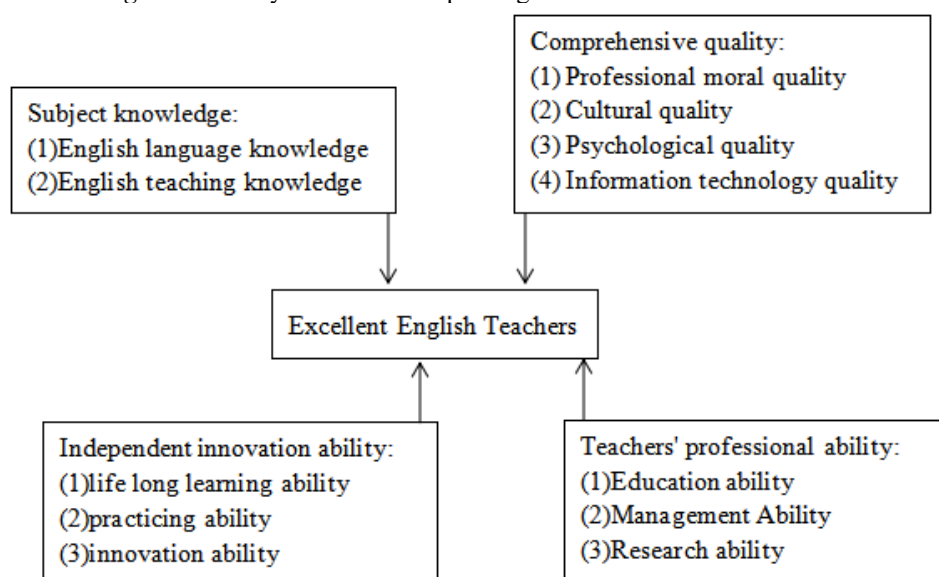 Comprehensive quality:
(1) Professional moral quality
(2) Cultural quality
(3) Psychological quality
(4) Information technology quality
Subject knowledge:
(1)English language knowledge
(2)English teaching knowledge
Excellent English Teachers
Independent innovation ability:
(1)life long learning ability
(2)practicing ability
(3)innovation ability
Teachers' professional ability:
(1)Education ability
(2)Management Ability
(3)Research ability